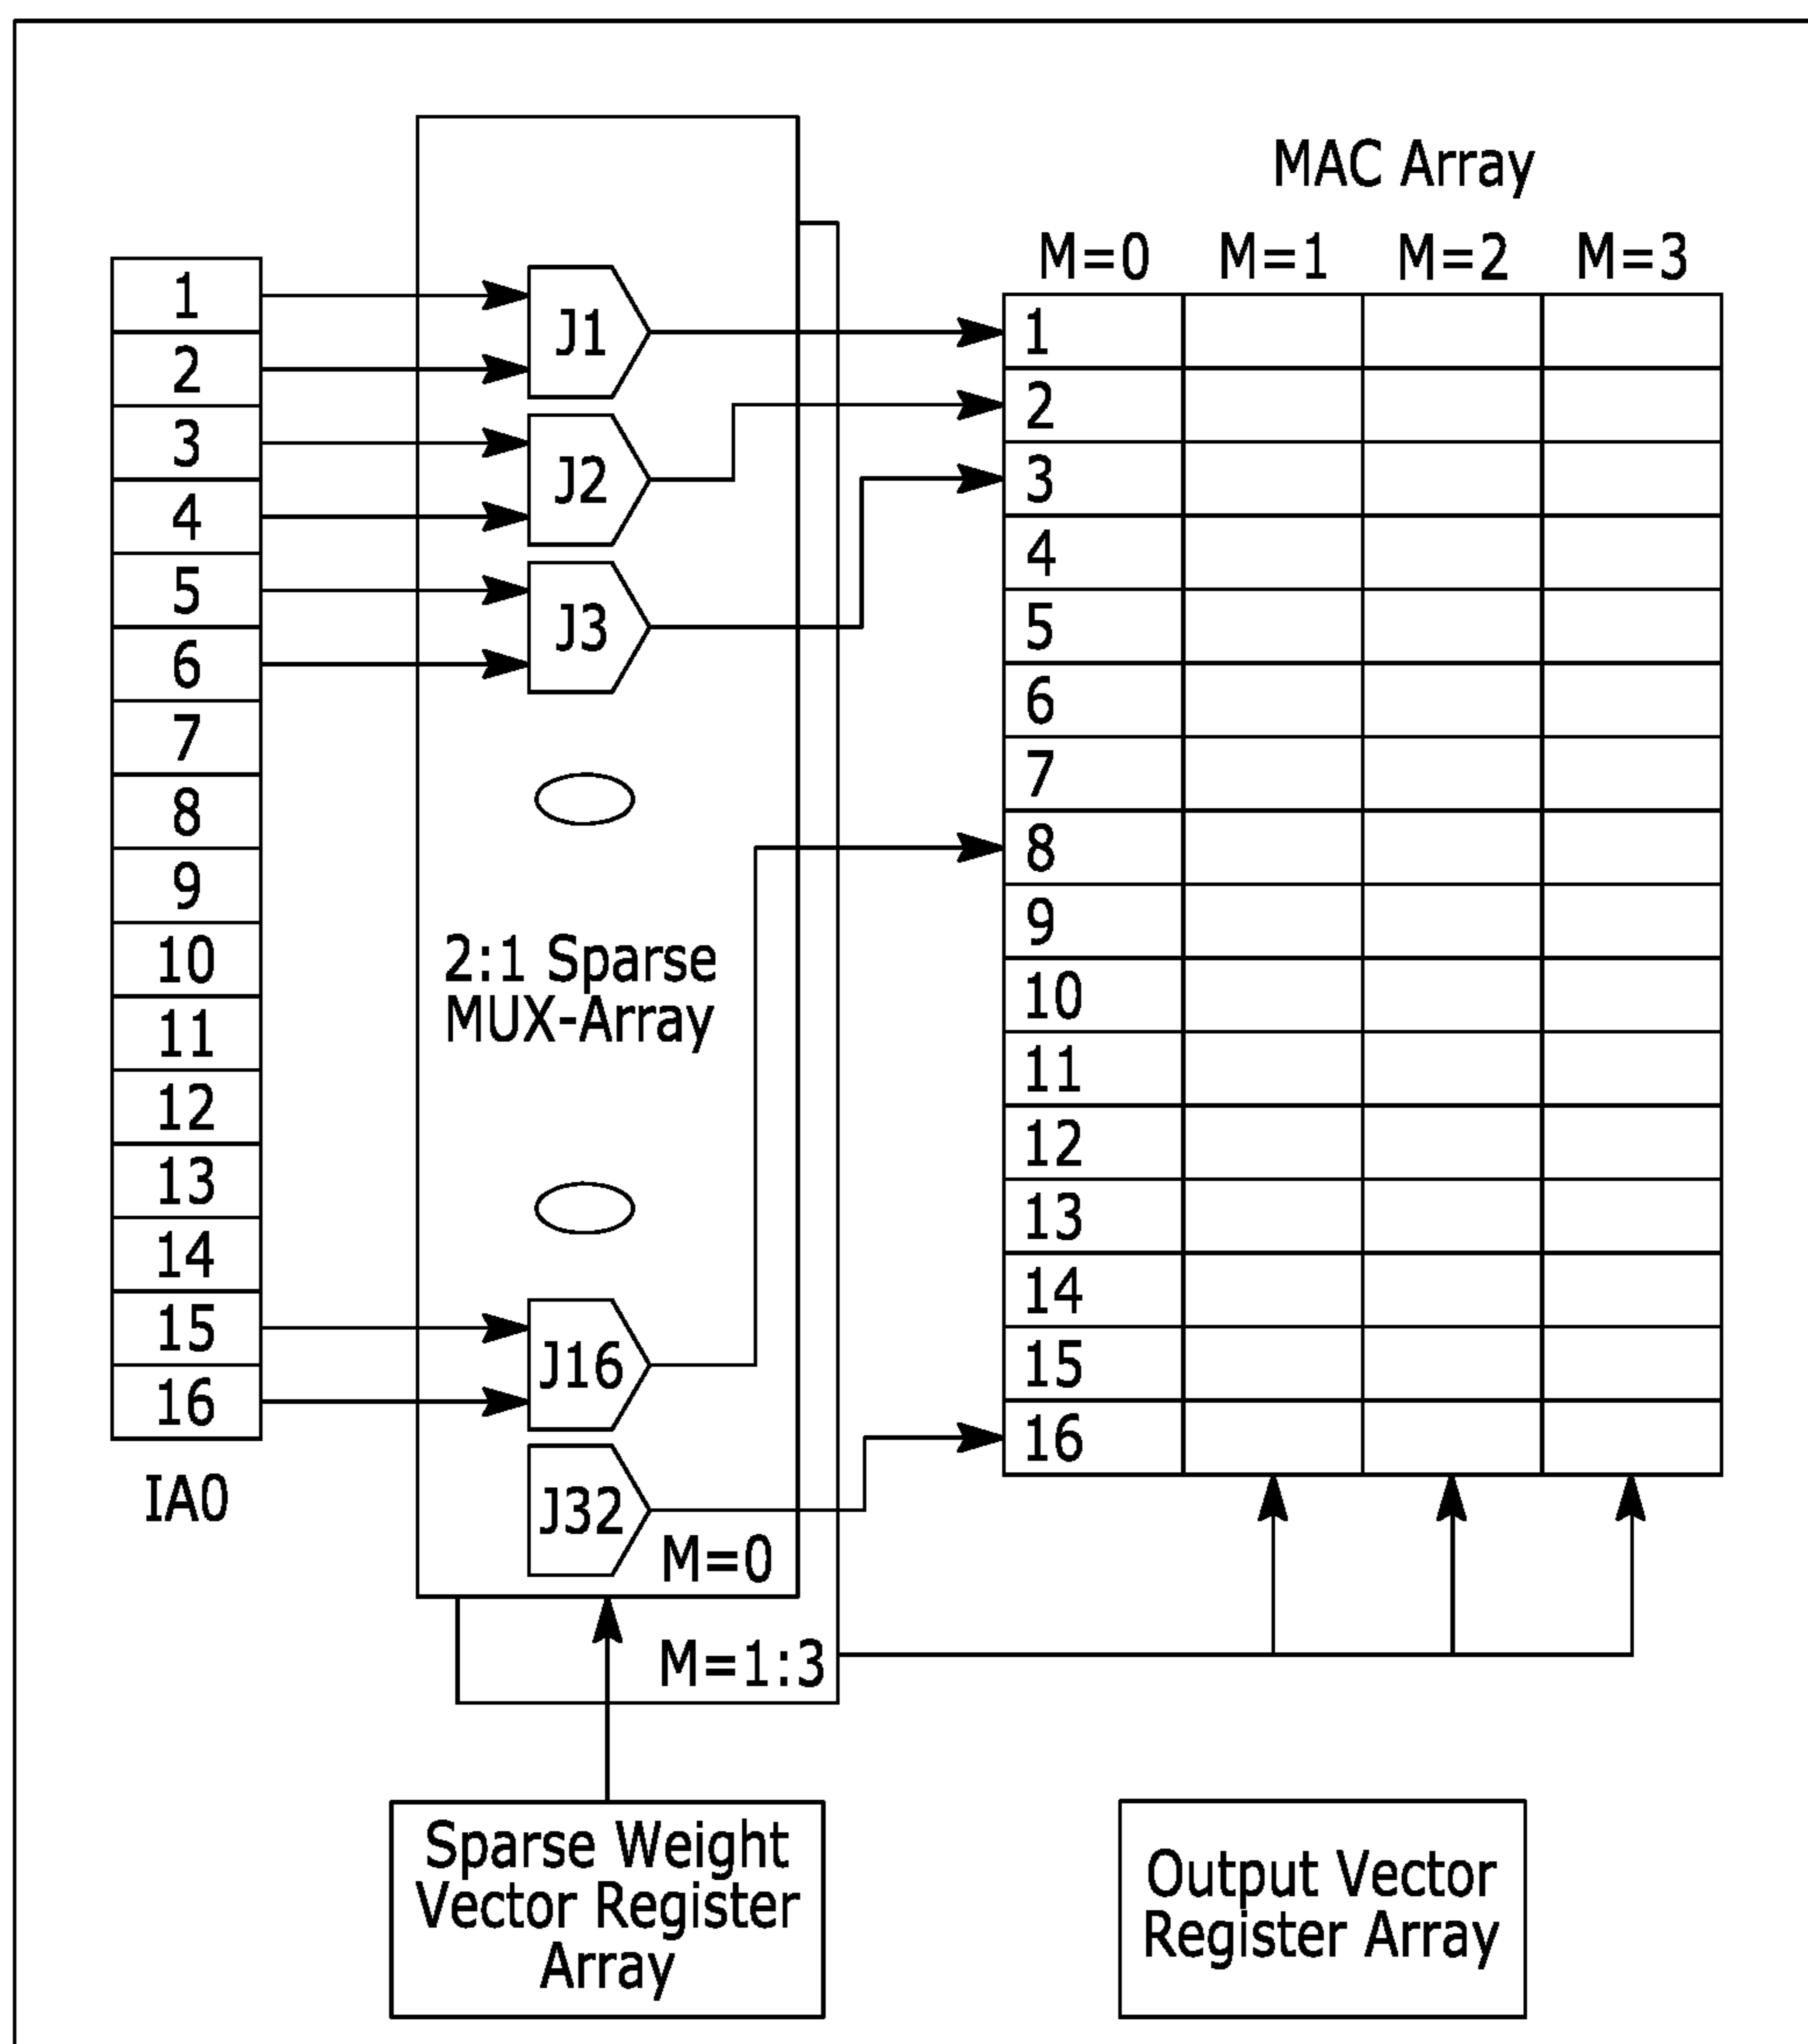 MAC Array
M=0 M=1 M=2 M=3
1
2
3
4
5
6
7
8
9
10
11
12
13
14
15
16
IA0
J1
J2
J3
2:1 Sparse
MUX-Array
J16
J32
M=0
M=1:3
1
2
3
4
5
6
7
8
9
10
11
12
13
14
15
16
Sparse Weight
Vector Register
Array
Output Vector
Register Array